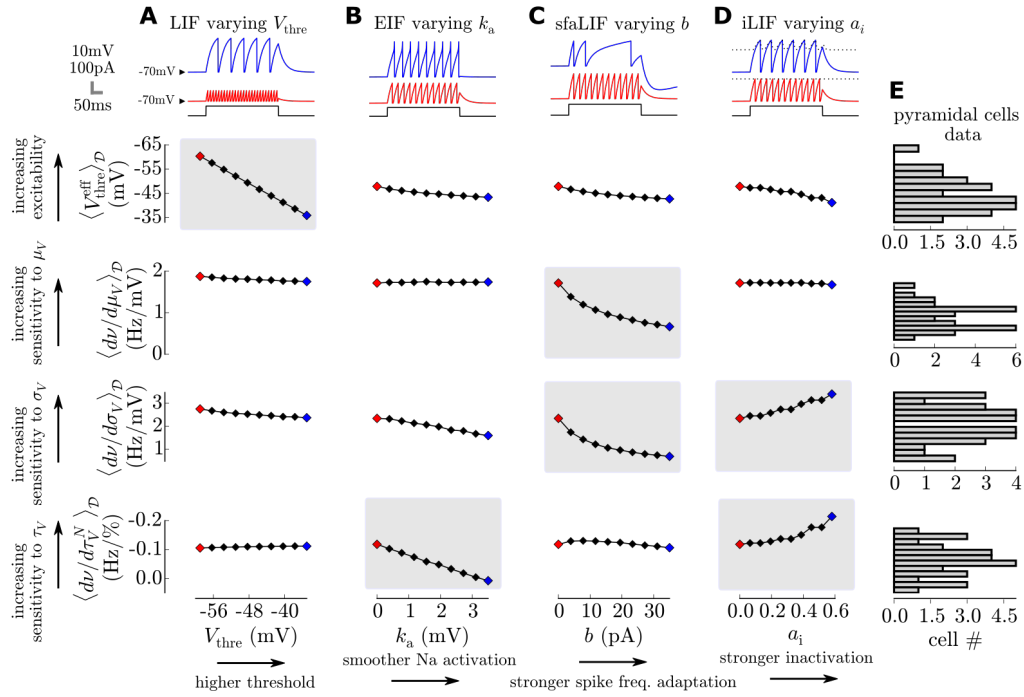 A LIF varying V_thre
B EIF varying k_a
C sfaLIF varying b
D iLIF varying a_i
10mV
100pA
50ms
-70mV
-70mV
E
pyramidal cells
data
increasing
excitability
⟨V^eff_thre⟩_𝒟
(mV)
-65
-55
-45
-35
0.0 1.5 3.0 4.5
increasing
sensitivity to μ_V
⟨dν/dμ_V⟩_𝒟
(Hz/mV)
2
1
0
0 2 4 6
increasing
sensitivity to σ_V
⟨dν/dσ_V⟩_𝒟
(Hz/mV)
3
2
1
0 1 2 3 4
increasing
sensitivity to τ_V
⟨dν/dτ^N_V⟩_𝒟
(Hz/%)
-0.2
-0.1
0.0
-56 -48 -40
0 1 2 3
0 10 20 30
0.0 0.2 0.4 0.6
0.0 1.5 3.0 4.5
V_thre (mV)
k_a (mV)
b (pA)
a_i
cell #
higher threshold
smoother Na activation
stronger spike freq. adaptation
stronger inactivation